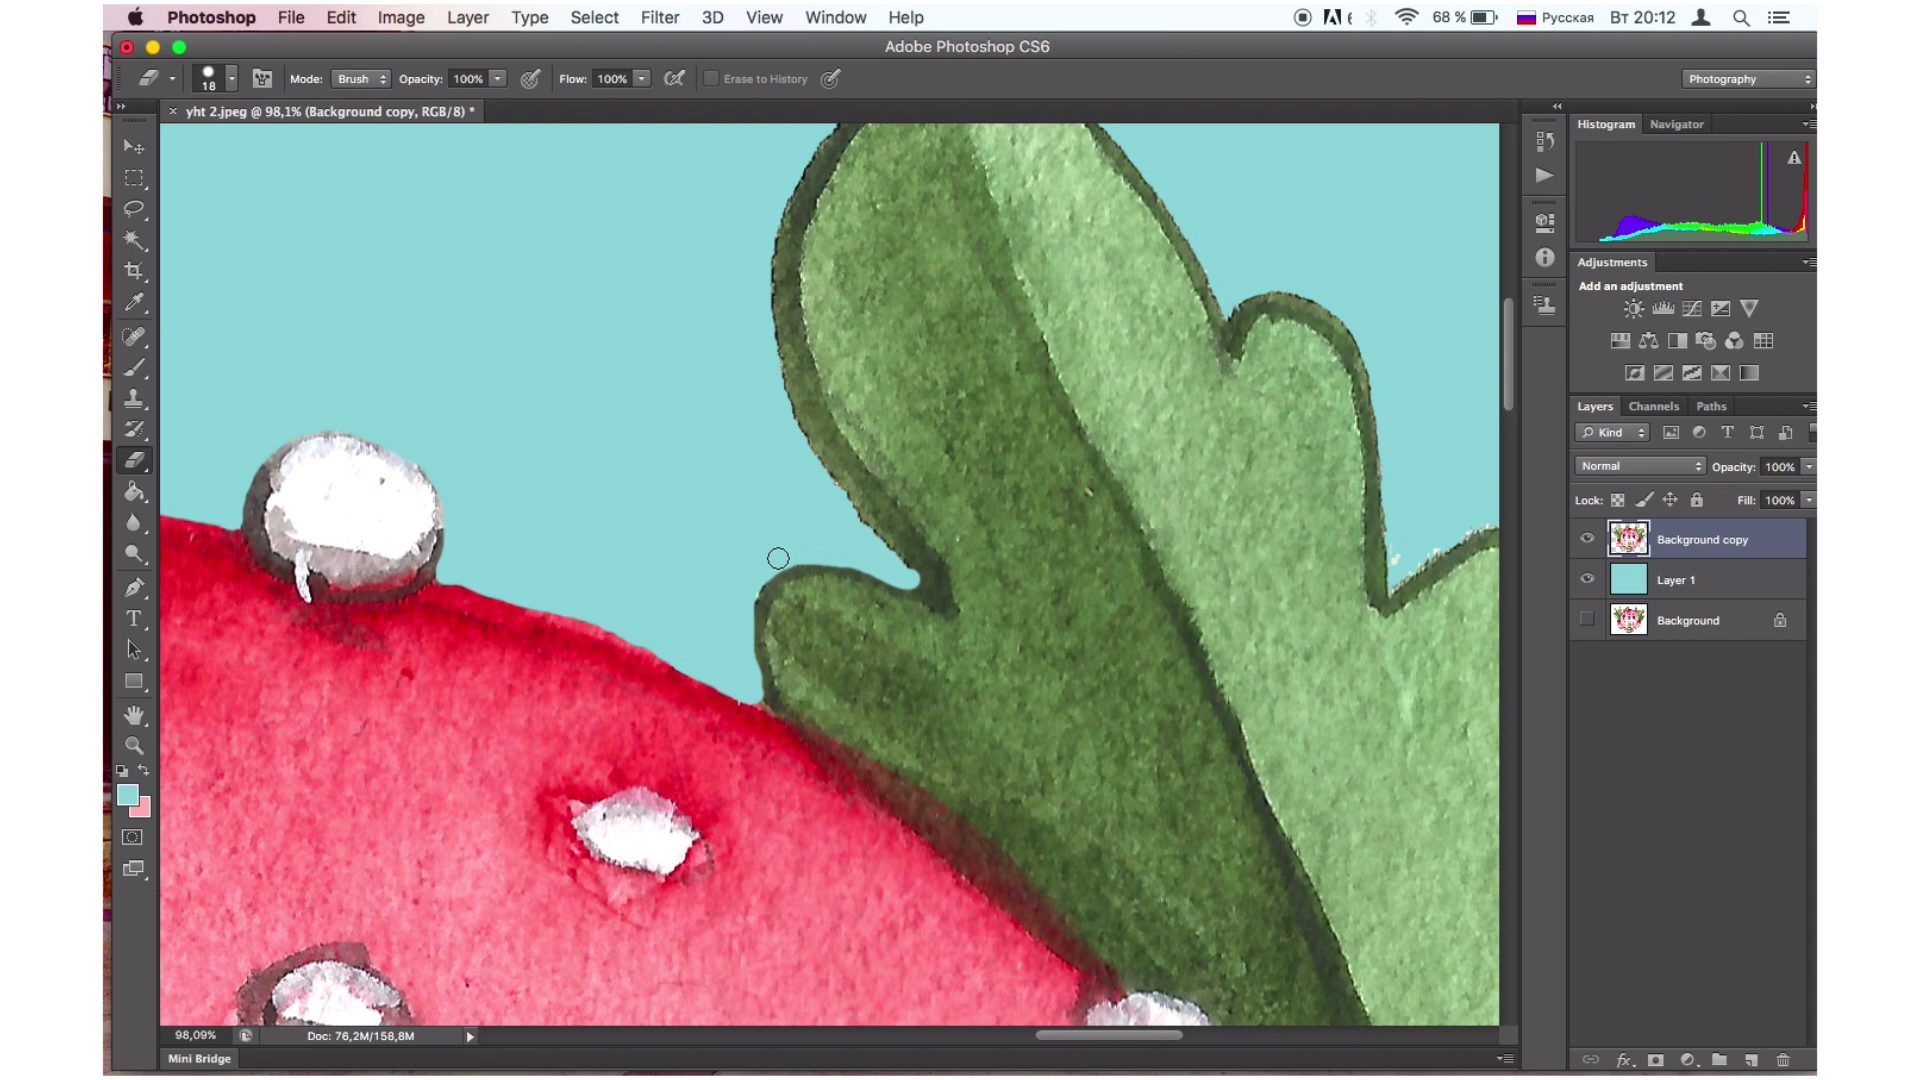 Photoshop File Edit Image Layer Type Select Filter 3D View Window Help 68 % Русская Вт 20:12
Adobe Photoshop CS6
18 Mode: Brush Opacity: 100% Flow: 100% Erase to History Photography
yht 2.jpeg @ 98,1% (Background copy, RGB/8) *
Histogram Navigator
Adjustments
Add an adjustment
Layers Channels Paths
Kind
Normal Opacity: 100%
Lock: Fill: 100%
Background copy
Layer 1
Background
98,09% Doc: 76,2M/158,8M
Mini Bridge